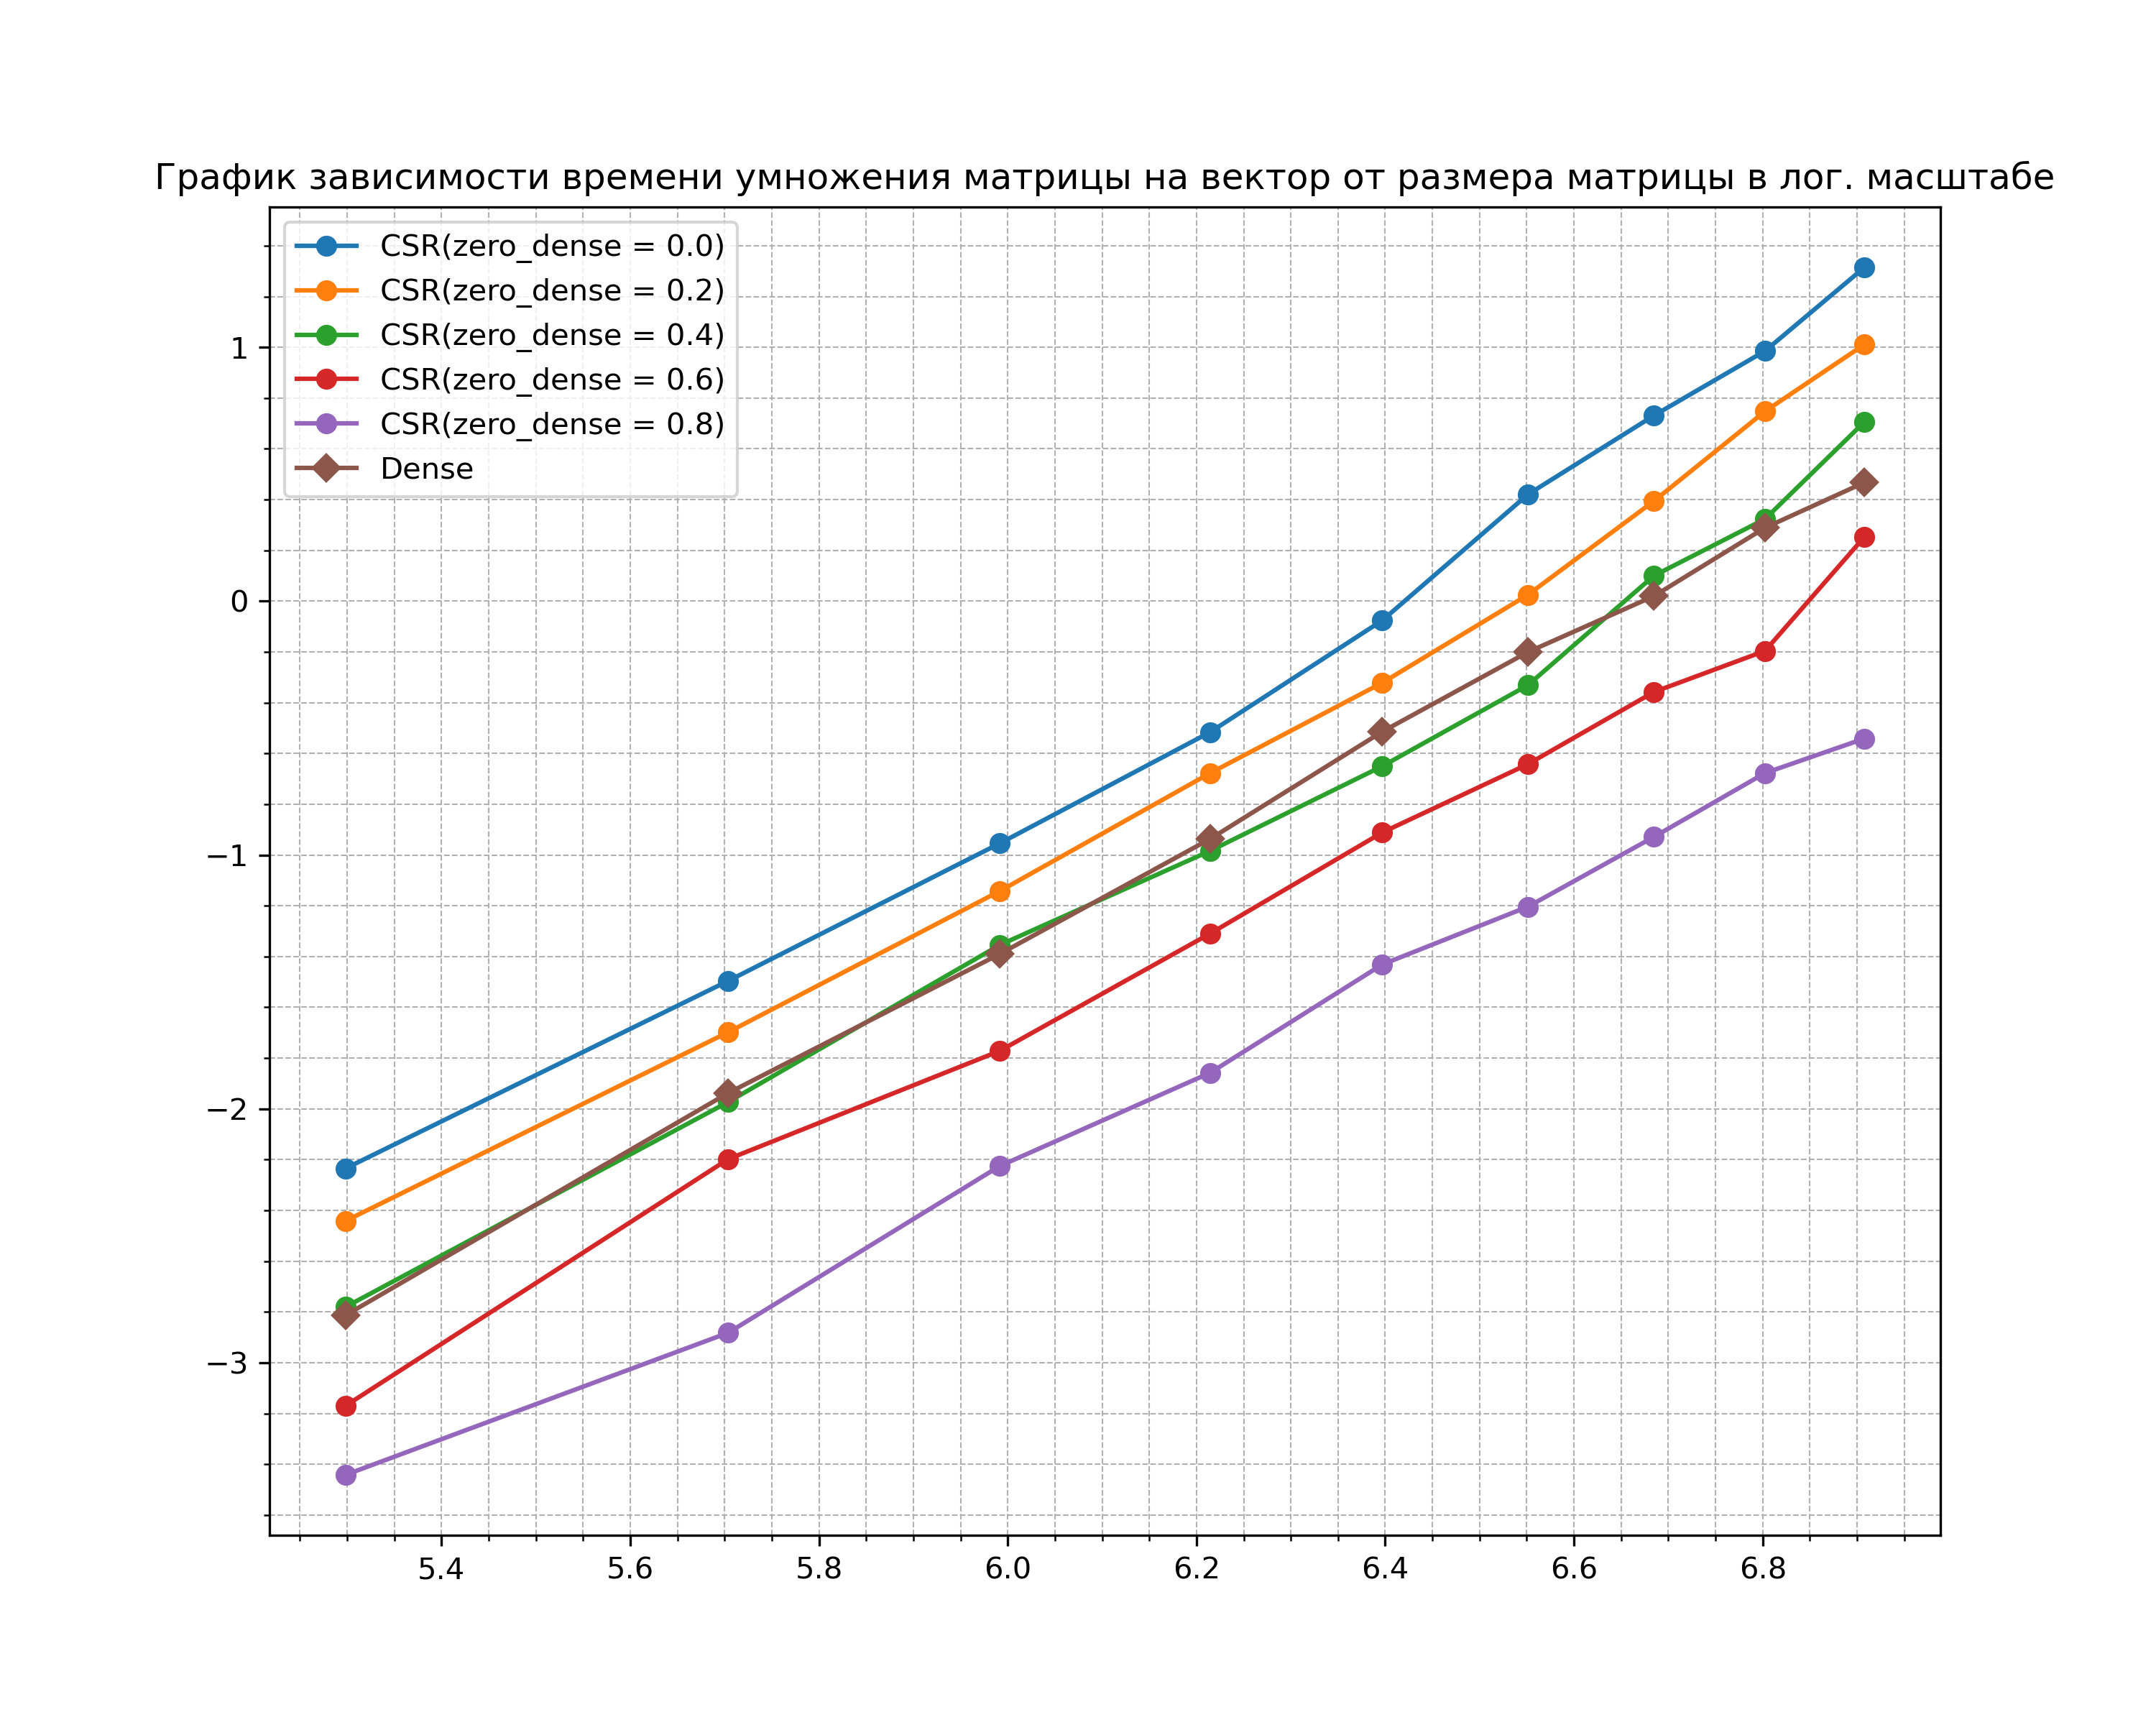 График зависимости времени умножения матрицы на вектор от размера матрицы в лог. масштабе
CSR(zero_dense = 0.0)
CSR(zero_dense = 0.2)
CSR(zero_dense = 0.4)
CSR(zero_dense = 0.6)
CSR(zero_dense = 0.8)
Dense
1
0
−1
−2
−3
5.4 5.6 5.8 6.0 6.2 6.4 6.6 6.8